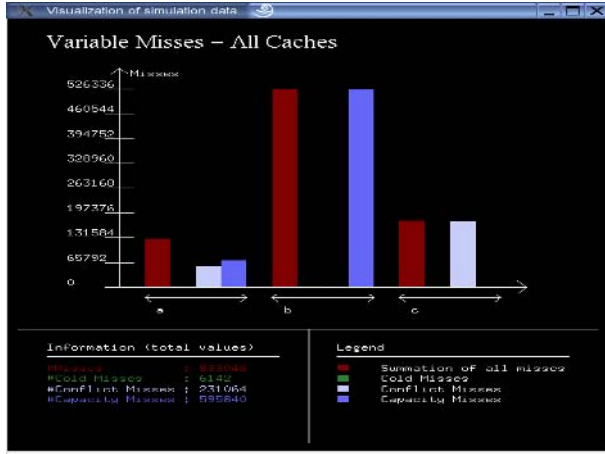 Visualization of simulation data
Variable Misses – All Caches
Misses
526336
460544
394752
328960
263168
197376
131584
65792
0
a b c
Information (total values)
#Misses : 833046
#Cold Misses : 6142
#Conflict Misses : 231064
#Capacity Misses : 595840
Legend
Summation of all misses
Cold Misses
Conflict Misses
Capacity Misses